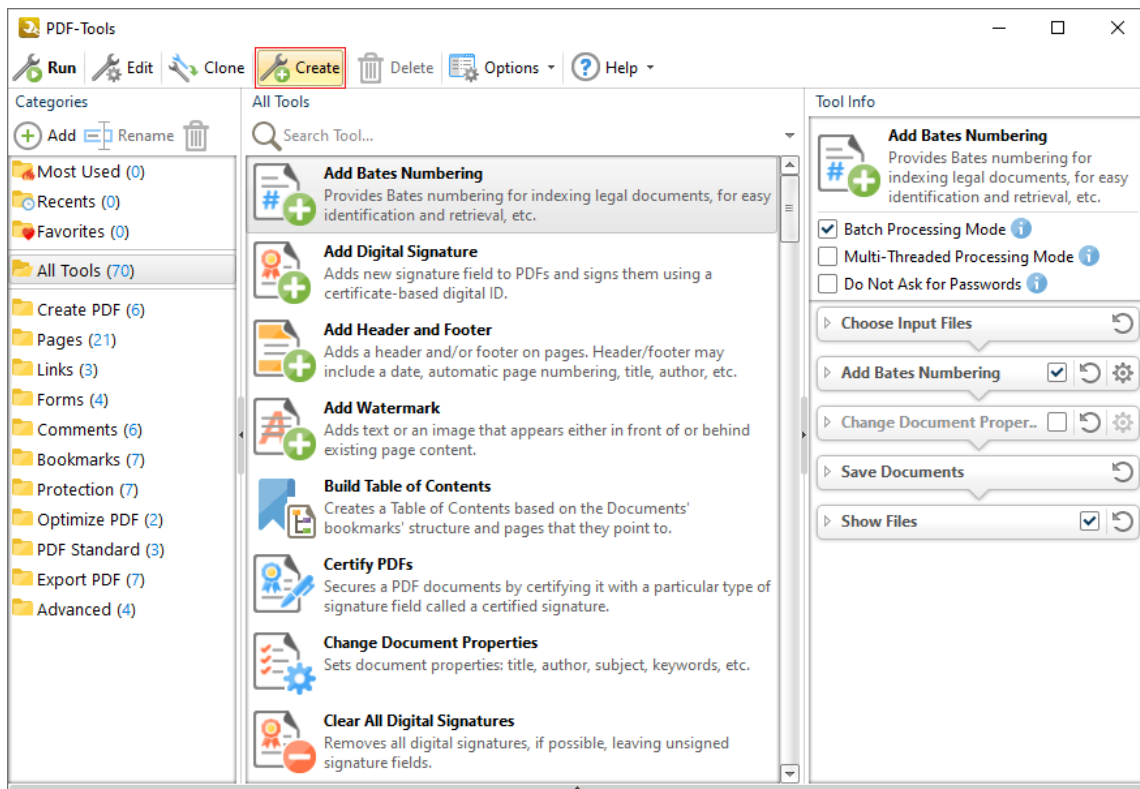 PDF-Tools
Run Edit Clone Create Delete Options Help
Categories
Add Rename
Most Used (0)
Recents (0)
Favorites (0)
All Tools (70)
Create PDF (6)
Pages (21)
Links (3)
Forms (4)
Comments (6)
Bookmarks (7)
Protection (7)
Optimize PDF (2)
PDF Standard (3)
Export PDF (7)
Advanced (4)
All Tools
Search Tool...
Add Bates Numbering
Provides Bates numbering for indexing legal documents, for easy
identification and retrieval, etc.
Add Digital Signature
Adds new signature field to PDFs and signs them using a
certificate-based digital ID.
Add Header and Footer
Adds a header and/or footer on pages. Header/footer may
include a date, automatic page numbering, title, author, etc.
Add Watermark
Adds text or an image that appears either in front of or behind
existing page content.
Build Table of Contents
Creates a Table of Contents based on the Documents'
bookmarks' structure and pages that they point to.
Certify PDFs
Secures a PDF documents by certifying it with a particular type of
signature field called a certified signature.
Change Document Properties
Sets document properties: title, author, subject, keywords, etc.
Clear All Digital Signatures
Removes all digital signatures, if possible, leaving unsigned
signature fields.
Tool Info
Add Bates Numbering
Provides Bates numbering for
indexing legal documents, for easy
identification and retrieval, etc.
Batch Processing Mode
Multi-Threaded Processing Mode
Do Not Ask for Passwords
Choose Input Files
Add Bates Numbering
Change Document Proper..
Save Documents
Show Files